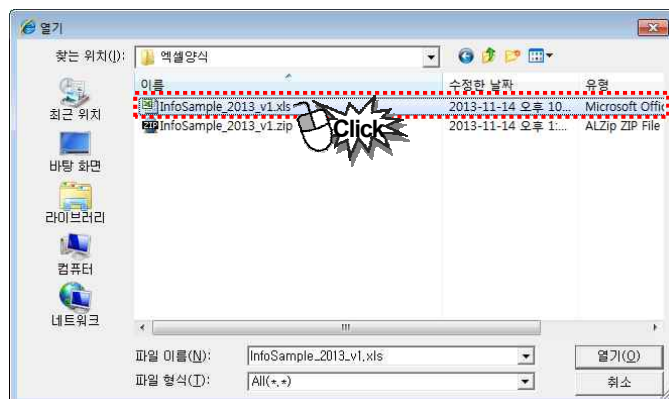 열기
찾는 위치(I): 엑셀양식
이름 수정한 날짜 유형
InfoSample_2013_v1.xls 2013-11-14 오후 10... Microsoft Offic
InfoSample_2013_v1.zip 2013-11-14 오후 1:... ALZip ZIP File
Click
최근 위치
바탕 화면
라이브러리
컴퓨터
네트워크
파일 이름(N): InfoSample_2013_v1.xls 열기(O)
파일 형식(T): All(*.*) 취소